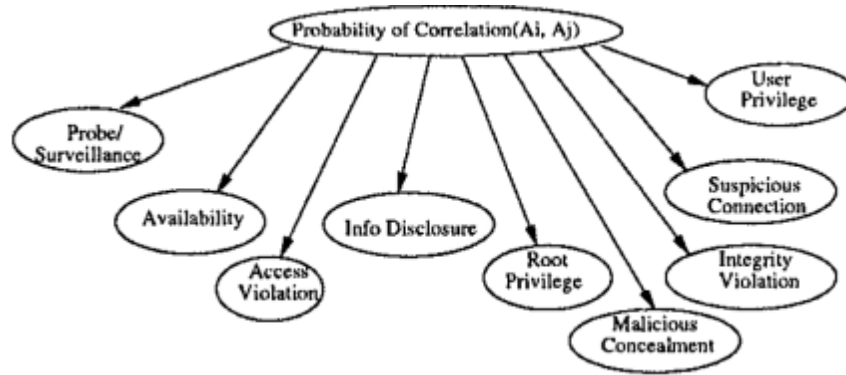 Probability of Correlation(Ai, Aj)
User
Privilege
Probe/
Surveillance
Suspicious
Connection
Availability
Info Disclosure
Access
Violation
Root
Privilege
Integrity
Violation
Malicious
Concealment